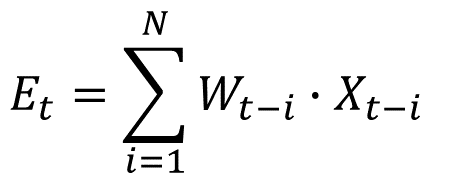 E_t = \sum_{i=1}^{N} W_{t-i} \cdot X_{t-i}